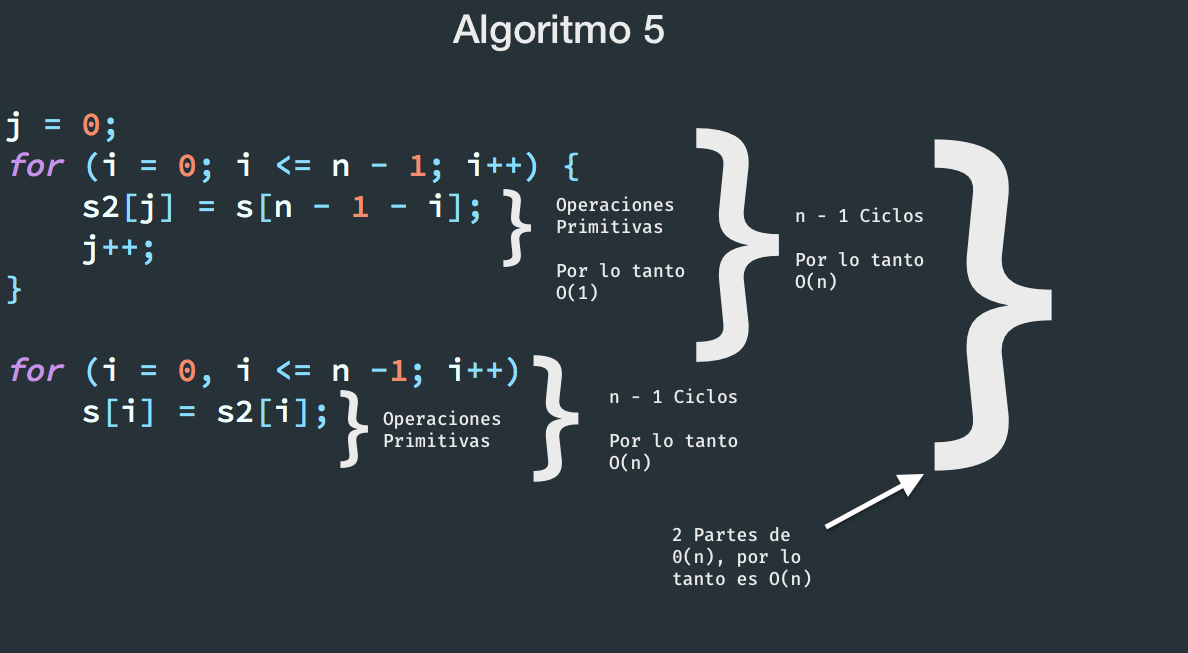 Algoritmo 5
j = 0;
for (i = 0; i <= n - 1; i++) {
s2[j] = s[n - 1 - i];
j++;
}
Operaciones
Primitivas
Por lo tanto
O(1)
n - 1 Ciclos
Por lo tanto
O(n)
for (i = 0, i <= n -1; i++)
s[i] = s2[i];
Operaciones
Primitivas
n - 1 Ciclos
Por lo tanto
O(n)
2 Partes de
0(n), por lo
tanto es O(n)